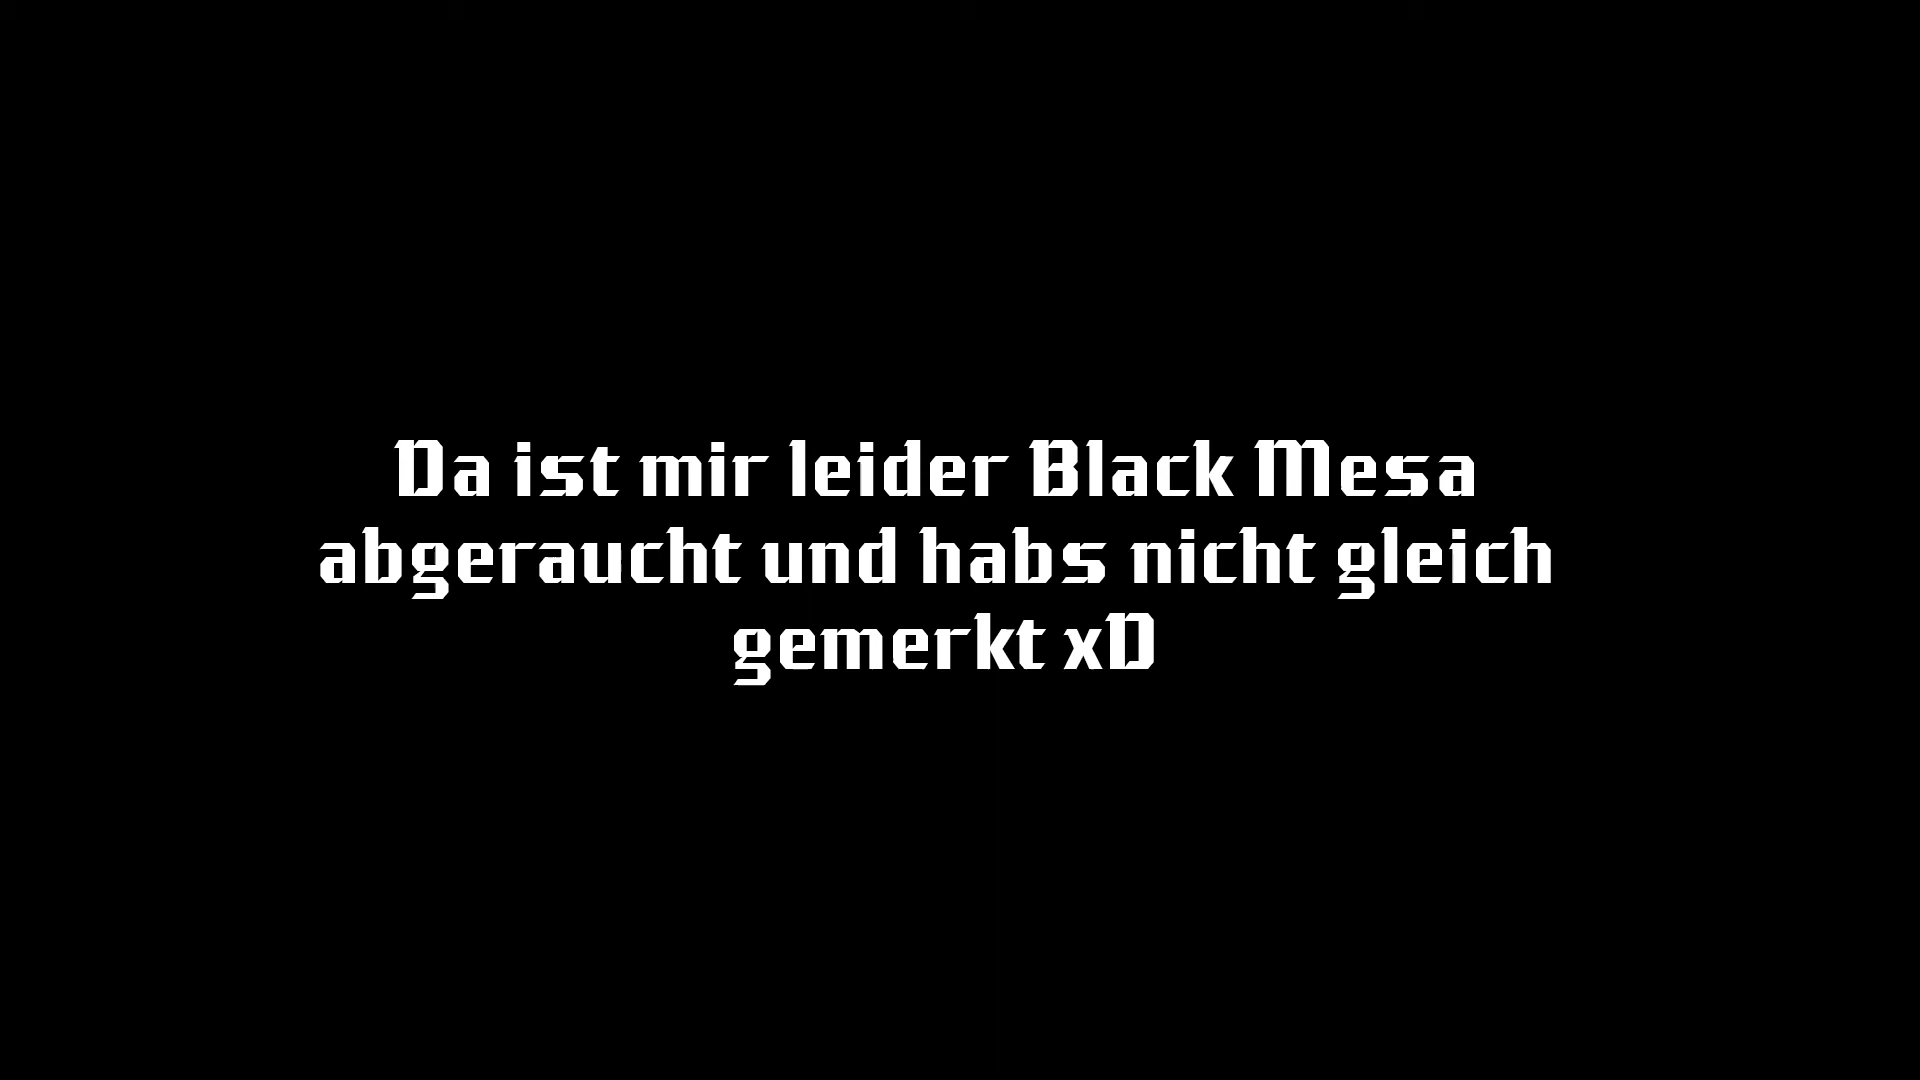 Da ist mir leider Black Mesa
abgeraucht und habs nicht gleich
gemerkt xD